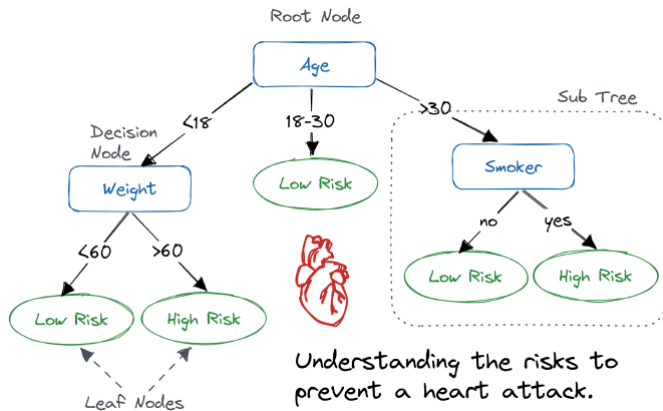 Root Node
Age
Sub Tree
<18
18-30
>30
Decision
Node
Weight
Low Risk
Smoker
no
yes
<60
>60
Low Risk
High Risk
Low Risk
High Risk
Understanding the risks to
prevent a heart attack.
Leaf Nodes